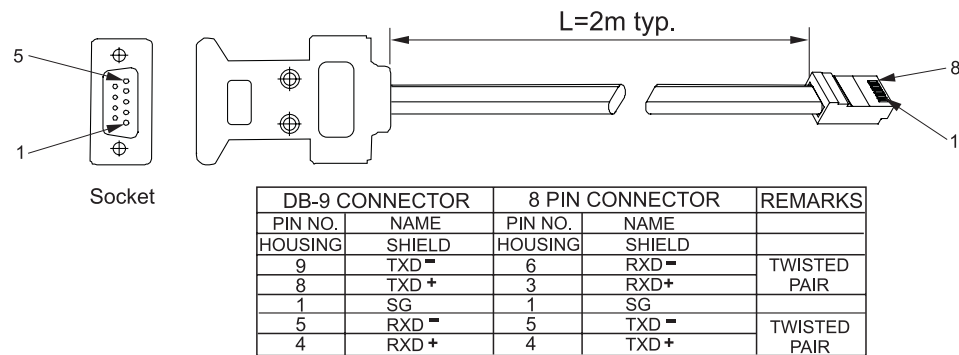 L=2m typ.
5
8
1
1
Socket
DB-9 CONNECTOR 8 PIN CONNECTOR REMARKS
PIN NO. NAME PIN NO. NAME
HOUSING SHIELD HOUSING SHIELD
9 TXD- 6 RXD- TWISTED
8 TXD+ 3 RXD+ PAIR
1 SG 1 SG
5 RXD- 5 TXD- TWISTED
4 RXD+ 4 TXD+ PAIR